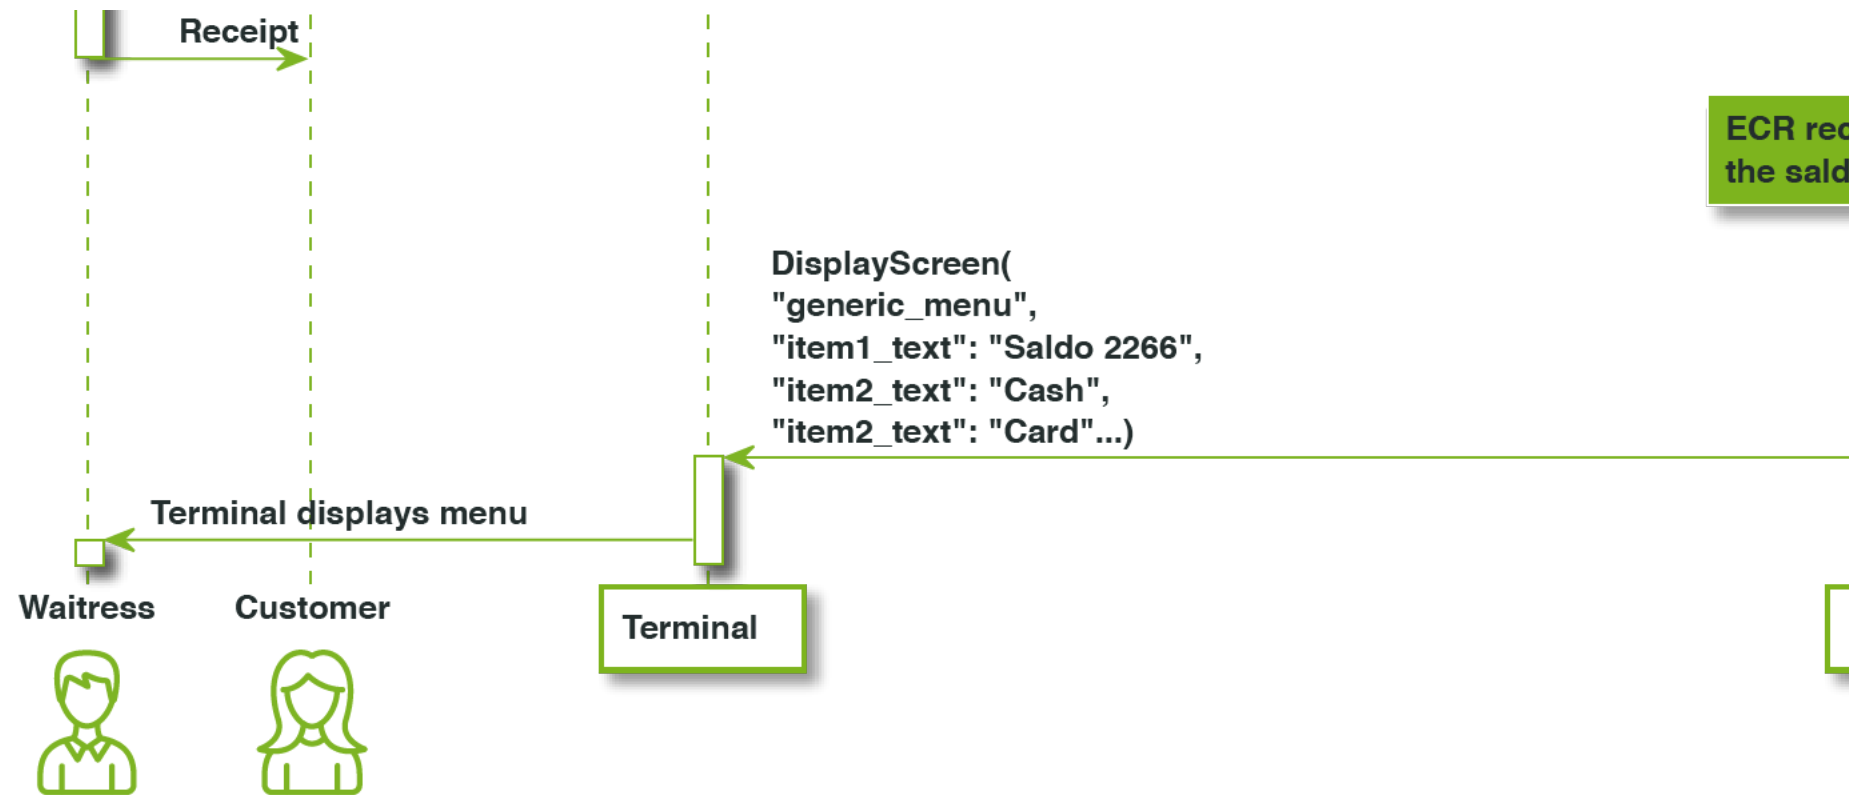 Receipt
ECR
the
DisplayScreen(
"generic_menu",
"item1_text": "Saldo 2266",
"item2_text": "Cash",
"item2_text": "Card"...)
Terminal displays menu
Waitress
Customer
Terminal